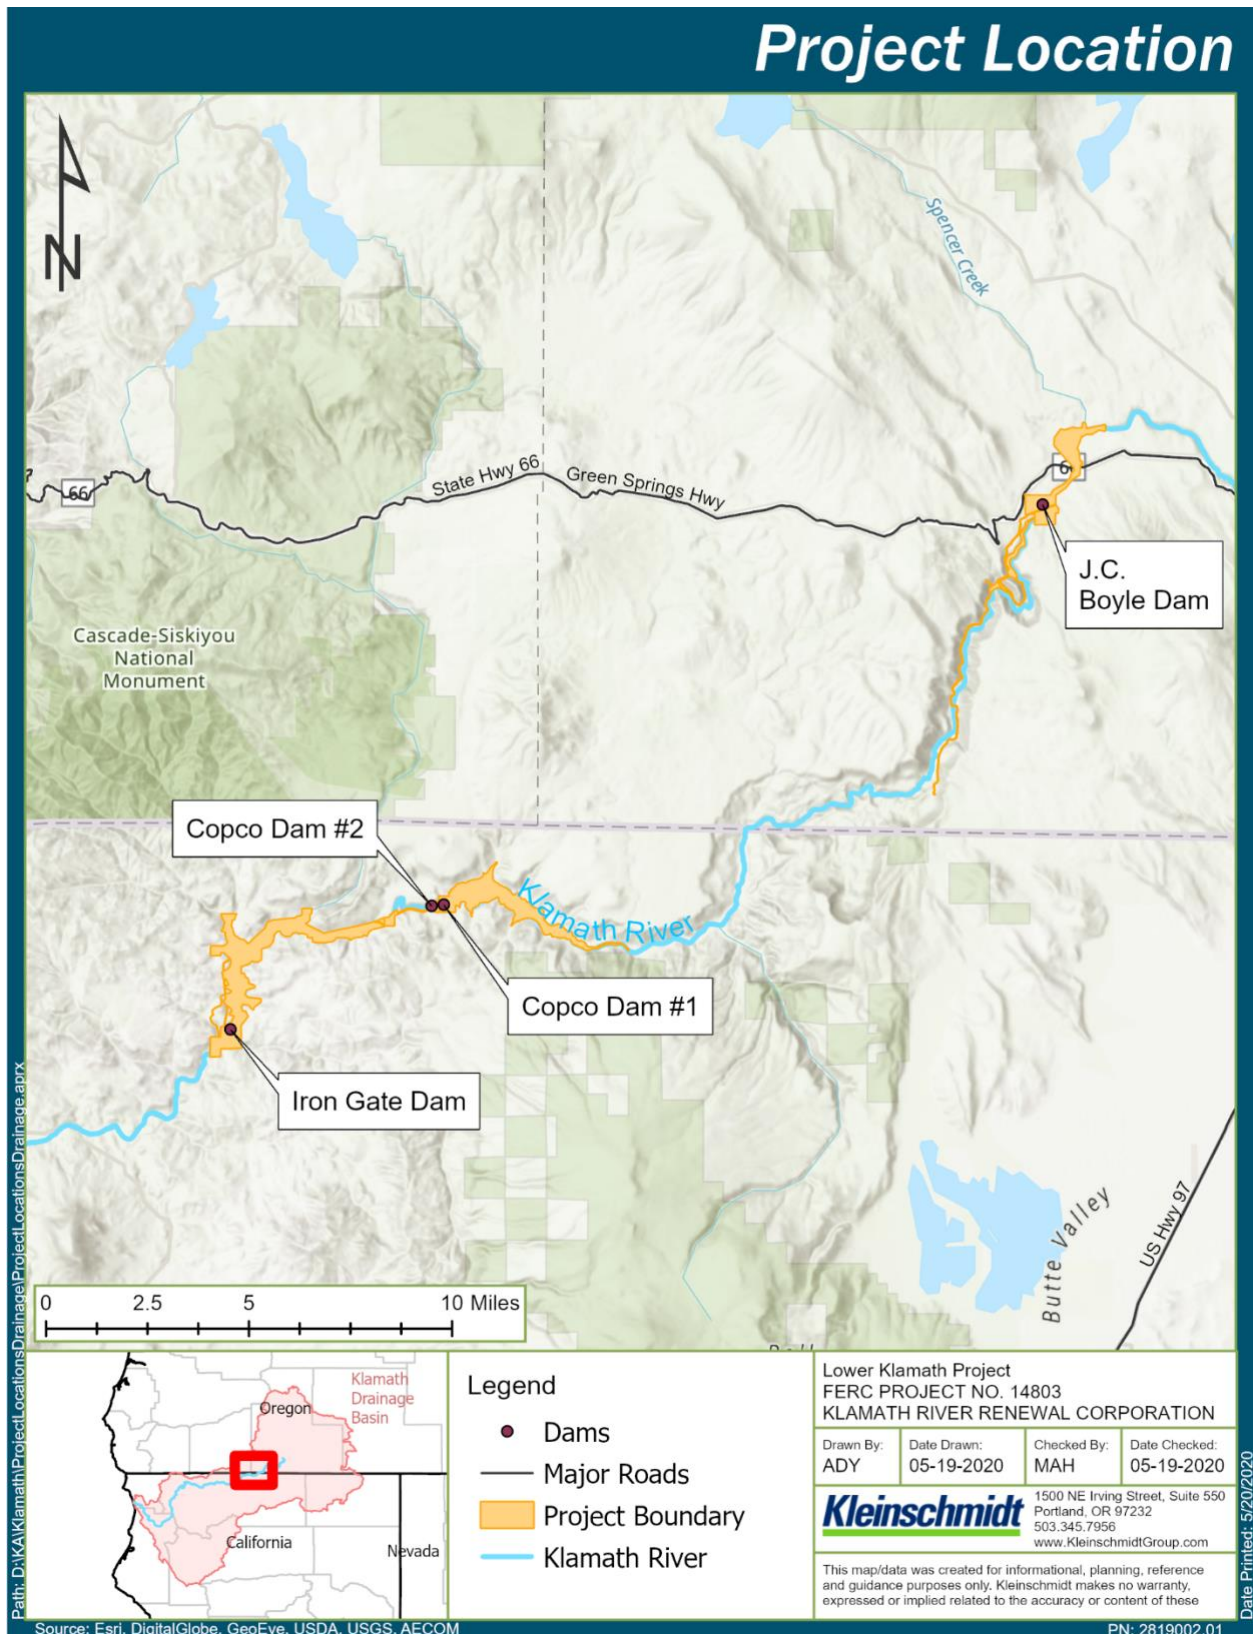 Project Location
N
Spencer Creek
66
State Hwy 66
Green Springs Hwy
J.C.
Boyle Dam
Cascade-Siskiyou
National
Monument
Copco Dam #2
Klamath River
Copco Dam #1
Iron Gate Dam
Butte Valley
US Hwy 97
0 2.5 5 10 Miles
Klamath
Drainage
Basin
Oregon
California
Nevada
Legend
Dams
Major Roads
Project Boundary
Klamath River
Lower Klamath Project
FERC PROJECT NO. 14803
KLAMATH RIVER RENEWAL CORPORATION
Drawn By:
ADY
Date Drawn:
05-19-2020
Checked By:
MAH
Date Checked:
05-19-2020
Kleinschmidt
1500 NE Irving Street, Suite 550
Portland, OR 97232
503.345.7956
www.KleinschmidtGroup.com
This map/data was created for informational, planning, reference
and guidance purposes only. Kleinschmidt makes no warranty,
expressed or implied related to the accuracy or content of these
Path: D:\KA\Klamath\ProjectLocationsDrainage\ProjectLocationsDrainage.aprx
Date Printed: 5/20/2020
Source: Esri, DigitalGlobe, GeoEye, USDA, USGS, AECOM
PN: 2819002.01